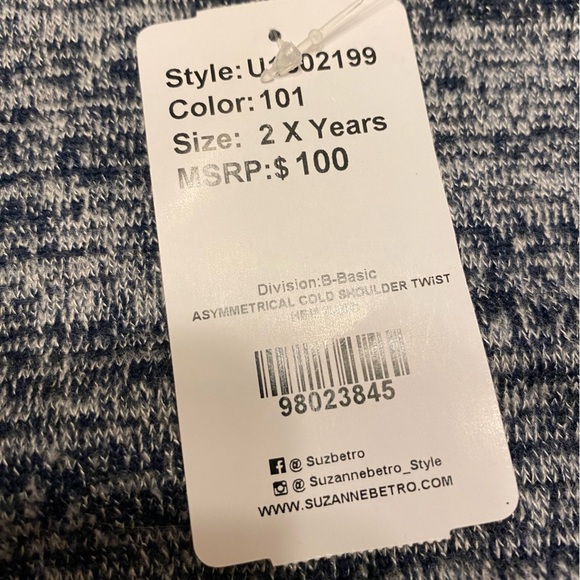 Style:
Color: 101
Size: 2 X Years
MSRP:$ 100
Division:B-Basic
ASYMMETRICAL COLD SHOULDER TWIST
98023845
@ Suzbetro
@ Suzannebetro_Style
WWW.SUZANNEBETRO.COM